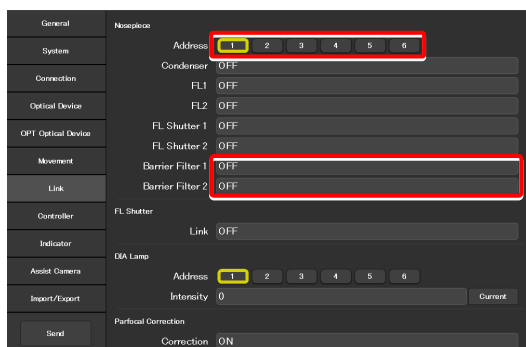 General
System
Connection
Optical Device
OPT Optical Device
Movement
Link
Controller
Indicator
Assist Camera
Import/Export
Send
Nosepiece
Address 1 2 3 4 5 6
Condenser OFF
FL1 OFF
FL2 OFF
FL Shutter 1 OFF
FL Shutter 2 OFF
Barrier Filter 1 OFF
Barrier Filter 2 OFF
FL Shutter
Link OFF
DIA Lamp
Address 1 2 3 4 5 6
Intensity 0 Current
Parfocal Correction
Correction ON